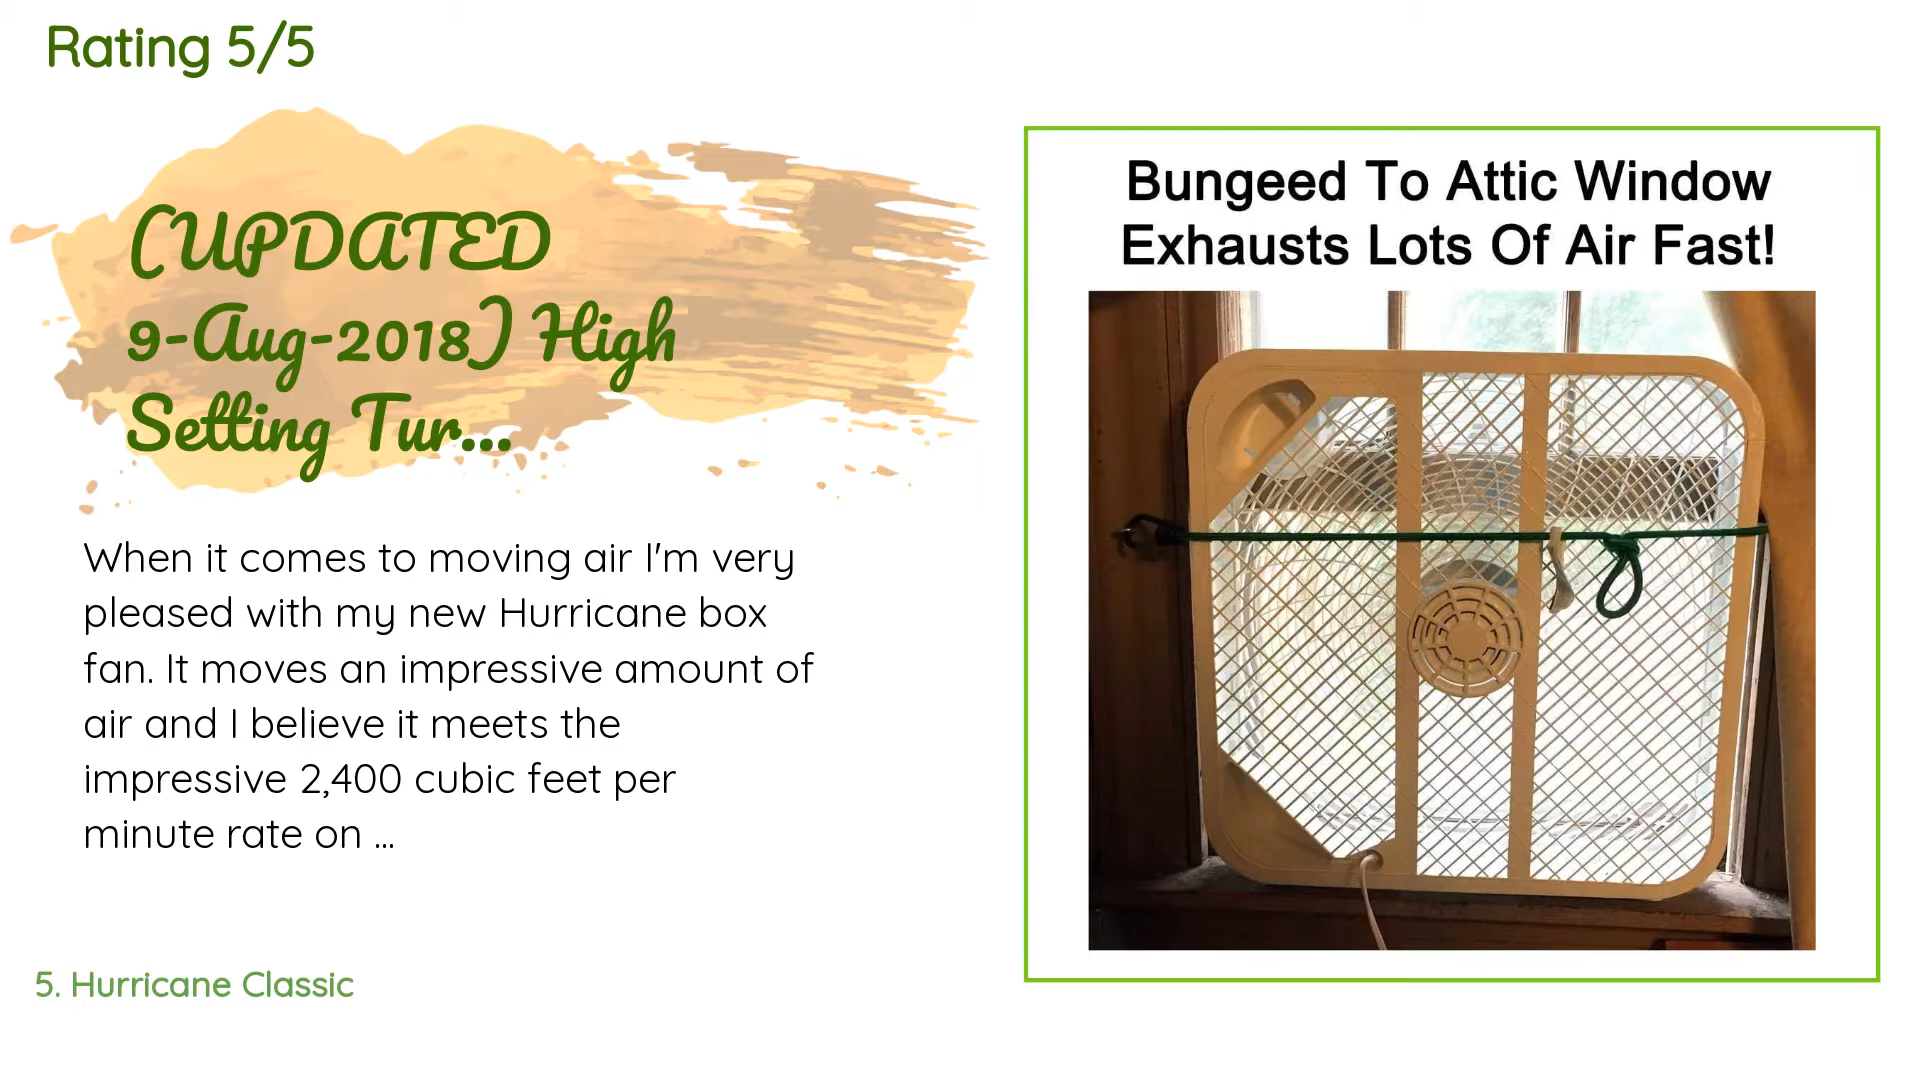 Rating 5/5
(UPDATED
9-Aug-2018) High
Setting Tur...
When it comes to moving air I'm very
pleased with my new Hurricane box
fan. It moves an impressive amount of
air and I believe it meets the
impressive 2,400 cubic feet per
minute rate on ...
5. Hurricane Classic
Bungeed To Attic Window
Exhausts Lots Of Air Fast!